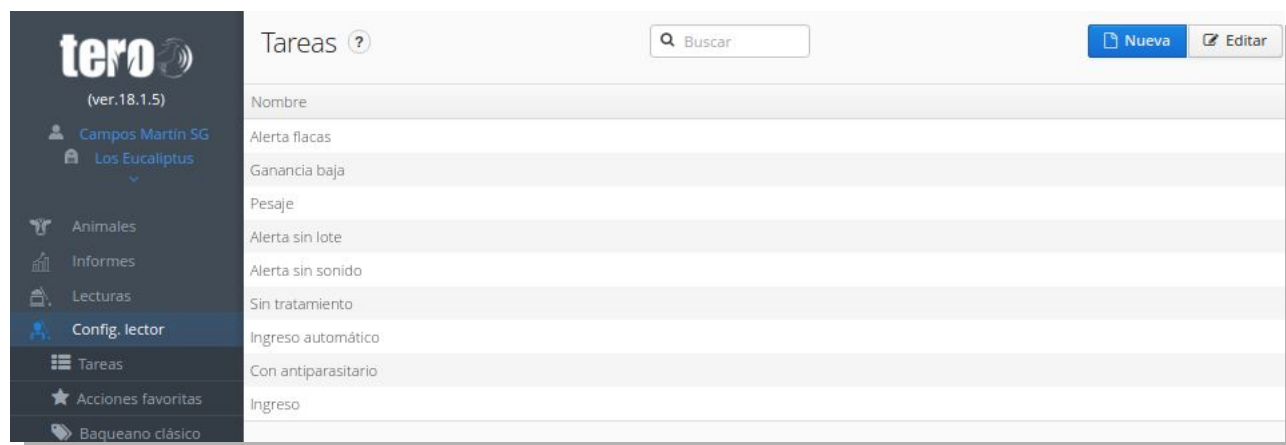 tero
(ver.18.1.5)
Campos Martín SG
Los Eucaliptus
Animales
Informes
Lecturas
Config. lector
Tareas
Acciones favoritas
Baqueano clásico
Tareas ?
Buscar
Nueva
Editar
Nombre
Alerta flacas
Ganancia baja
Pesaje
Alerta sin lote
Alerta sin sonido
Sin tratamiento
Ingreso automático
Con antiparasitario
Ingreso